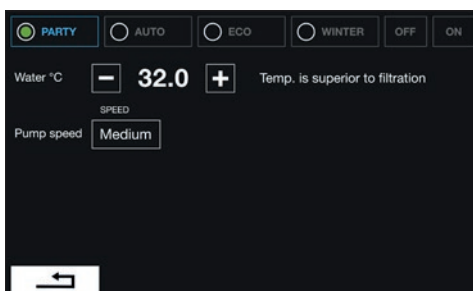 PARTY AUTO ECO WINTER OFF ON
Water °C − 32.0 + Temp. is superior to filtration
SPEED
Pump speed Medium